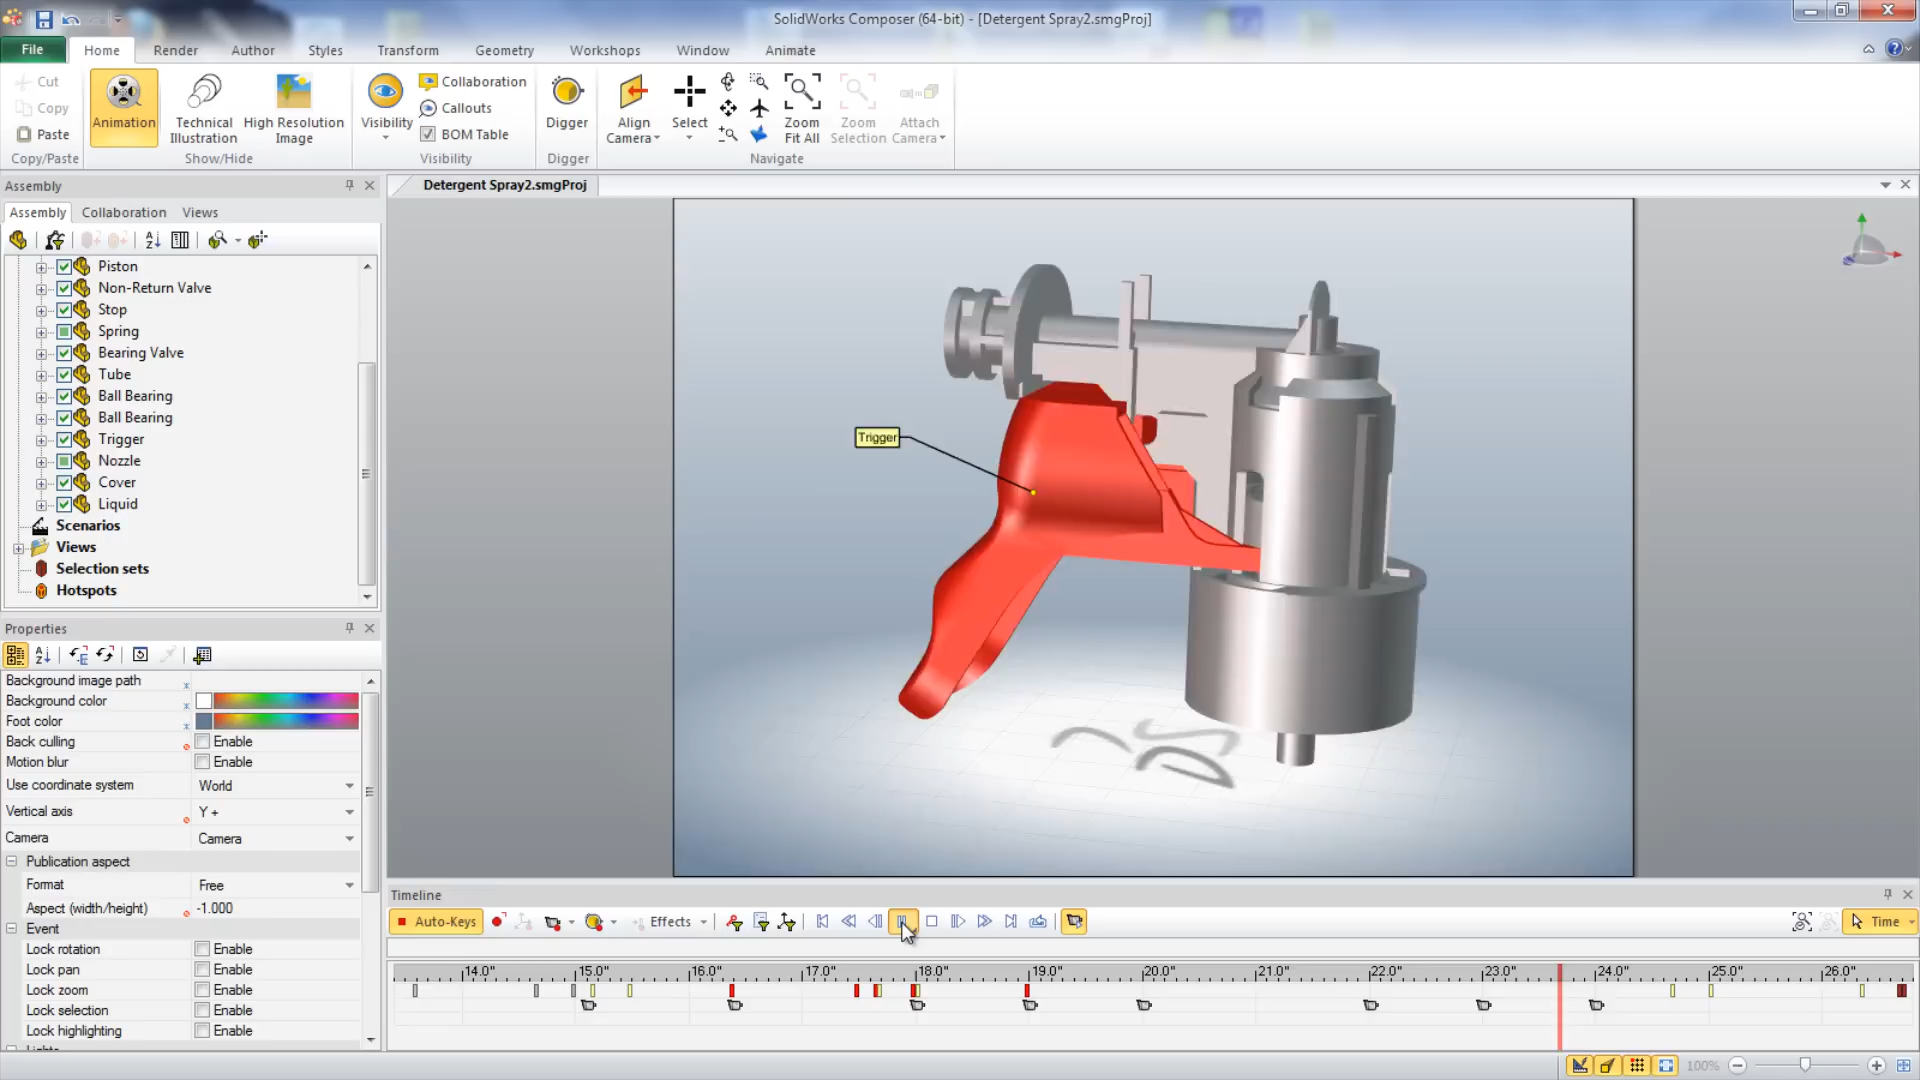 SolidWorks Composer (64-bit) - [Detergent Spray2.smgProj]
File Home Render Author Styles Transform Geometry Workshops Window Animate
Cut
Copy
Paste
Copy/Paste
Animation
Technical Illustration
High Resolution Image
Show/Hide
Visibility
Collaboration
Callouts
BOM Table
Visibility
Digger
Digger
Align Camera
Select
Zoom Fit All
Zoom Selection
Attach Camera
Navigate
Assembly
Assembly Collaboration Views
Piston
Non-Return Valve
Stop
Spring
Bearing Valve
Tube
Ball Bearing
Ball Bearing
Trigger
Nozzle
Cover
Liquid
Scenarios
Views
Selection sets
Hotspots
Properties
Background image path
Background color
Foot color
Back culling Enable
Motion blur Enable
Use coordinate system World
Vertical axis Y +
Camera Camera
Publication aspect
Format Free
Aspect (width/height) -1.000
Event
Lock rotation Enable
Lock pan Enable
Lock zoom Enable
Lock selection Enable
Lock highlighting Enable
Detergent Spray2.smgProj
Trigger
Timeline
Auto-Keys Effects Time
14.0" 15.0" 16.0" 17.0" 18.0" 19.0" 20.0" 21.0" 22.0" 23.0" 24.0" 25.0" 26.0"
100%